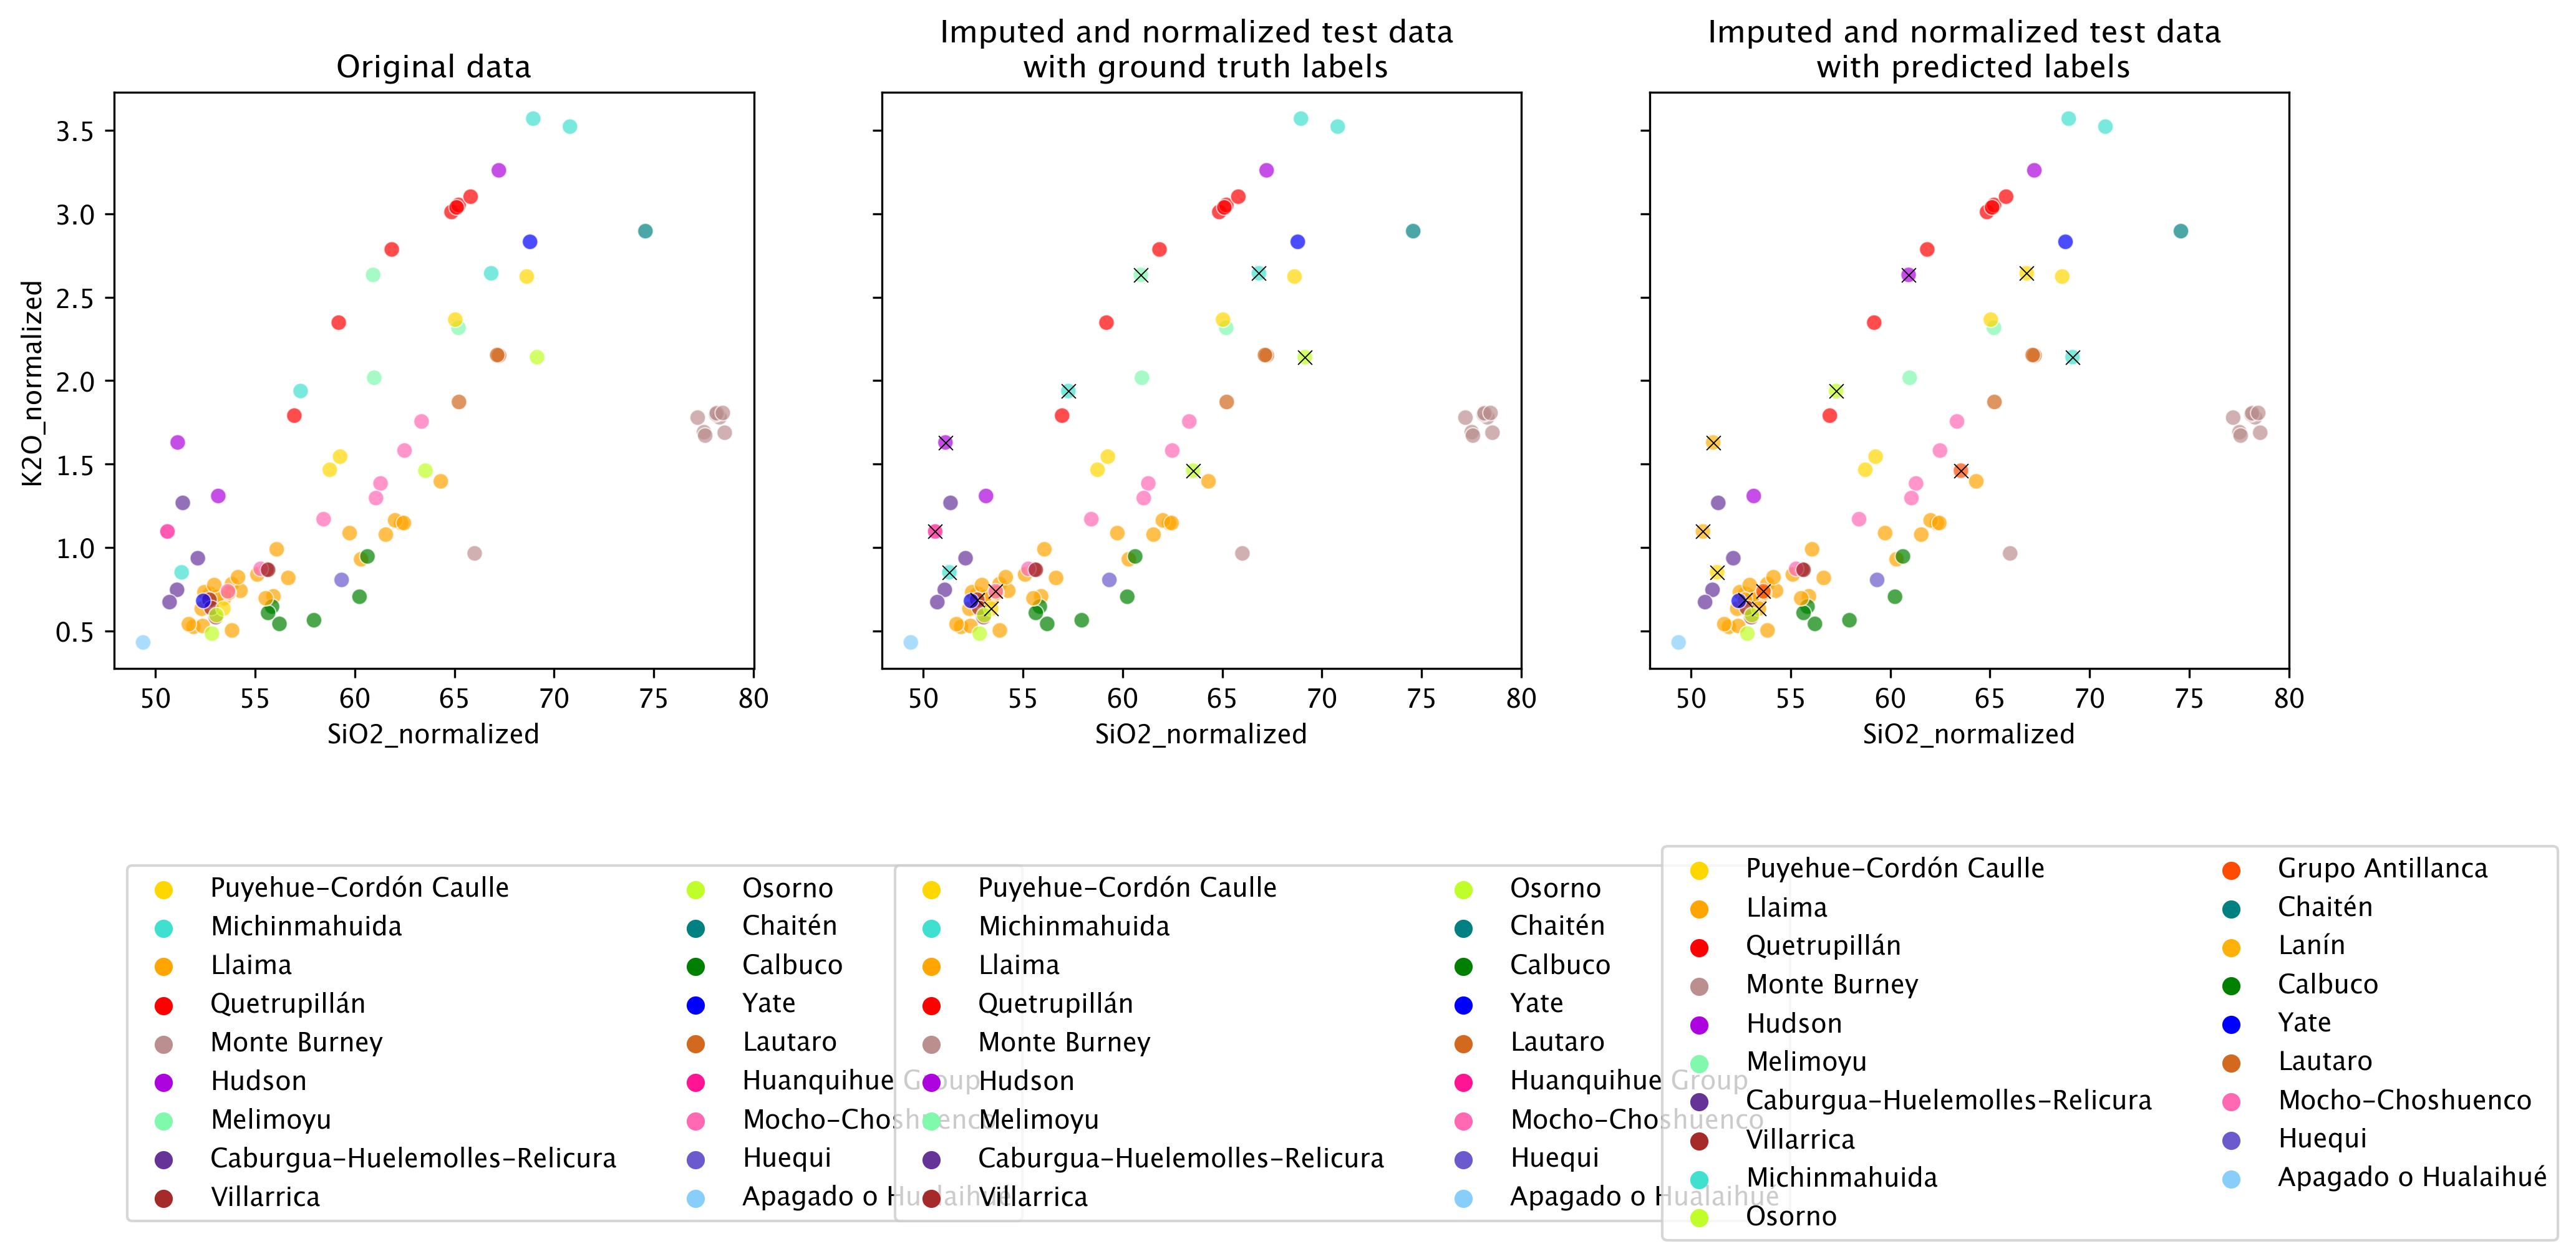 Original data
Imputed and normalized test data
with ground truth labels
Imputed and normalized test data
with predicted labels
K2O_normalized
3.5
3.0
2.5
2.0
1.5
1.0
0.5
50 55 60 65 70 75 80
SiO2_normalized
50 55 60 65 70 75 80
SiO2_normalized
50 55 60 65 70 75 80
SiO2_normalized
Puyehue-Cordón Caulle
Michinmahuida
Llaima
Quetrupillán
Monte Burney
Hudson
Melimoyu
Caburgua-Huelemolles-Relicura
Villarrica
Osorno
Chaitén
Calbuco
Yate
Lautaro
Huanquihue Group
Mocho-Choshuenco
Huequi
Apagado o Hualaihue
Puyehue-Cordón Caulle
Michinmahuida
Llaima
Quetrupillán
Monte Burney
Hudson
Melimoyu
Caburgua-Huelemolles-Relicura
Villarrica
Osorno
Chaitén
Calbuco
Yate
Lautaro
Huanquihue Group
Mocho-Choshuenco
Huequi
Apagado o Hualaihue
Puyehue-Cordón Caulle
Llaima
Quetrupillán
Monte Burney
Hudson
Melimoyu
Caburgua-Huelemolles-Relicura
Villarrica
Michinmahuida
Osorno
Grupo Antillanca
Chaitén
Lanín
Calbuco
Yate
Lautaro
Mocho-Choshuenco
Huequi
Apagado o Hualaihué